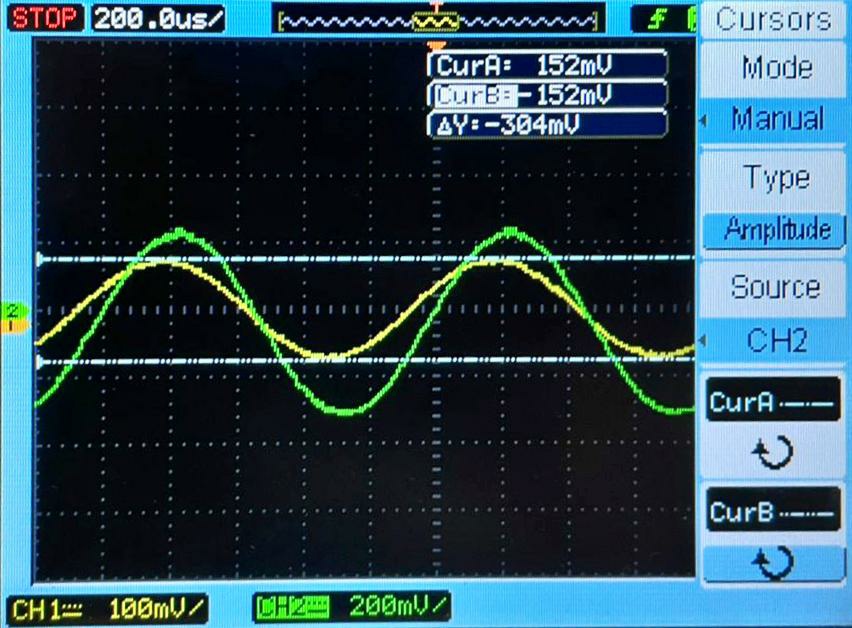 STOP 200.0us/
Cursors
CurA: 152mV
CurB:-152mV
ΔY:-304mV
Mode
Manual
Type
Amplitude
Source
CH2
CurA
CurB
2
1
CH1 100mV/
CH2 200mV/